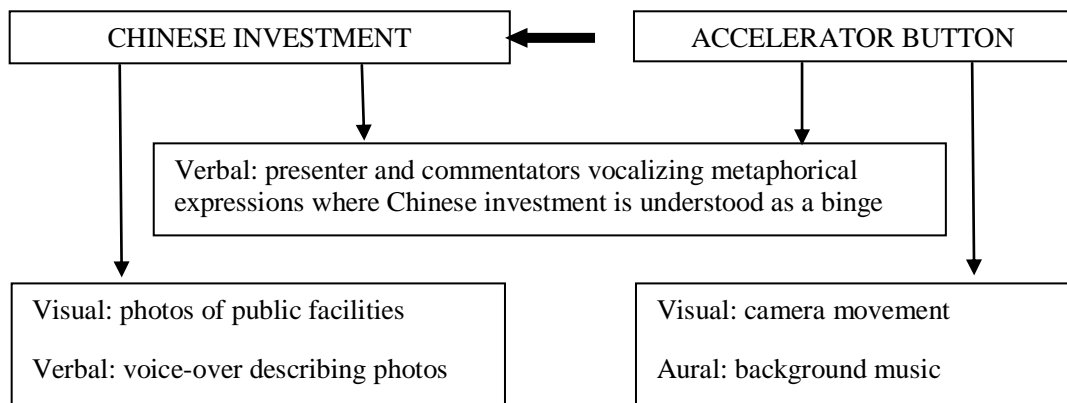 CHINESE INVESTMENT
ACCELERATOR BUTTON
Verbal: presenter and commentators vocalizing metaphorical
expressions where Chinese investment is understood as a binge
Visual: photos of public facilities
Verbal: voice-over describing photos
Visual: camera movement
Aural: background music